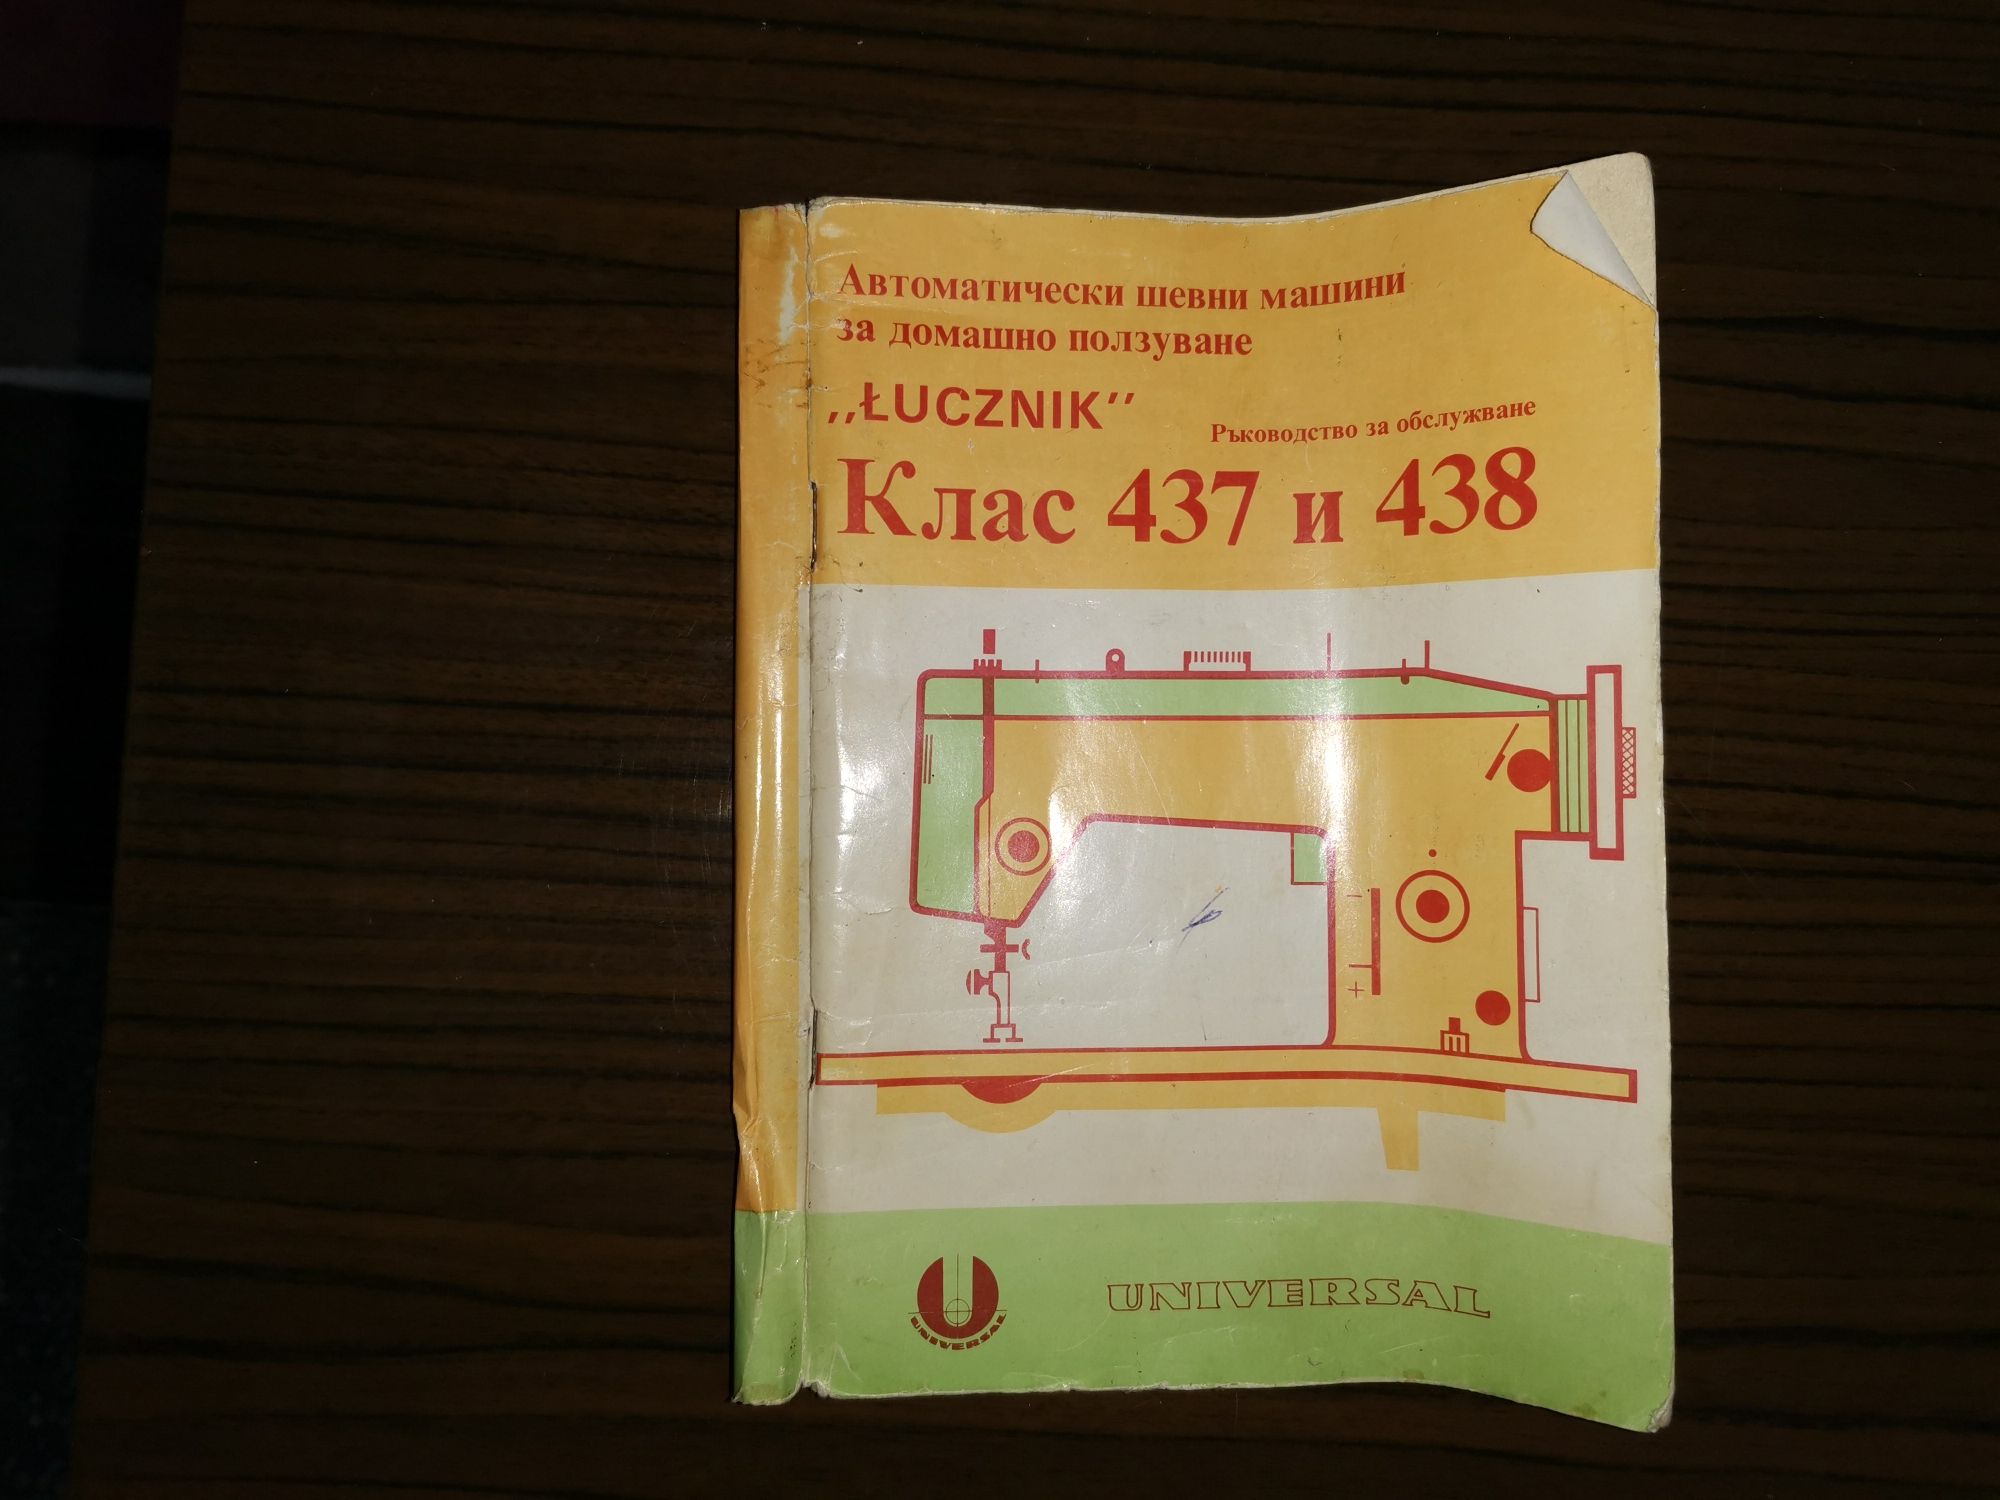 Автоматически шевни машини
за домашно ползуване
,,ŁUCZNIK''
Ръководство за обслужване
Клас 437 и 438
- 
+
UNIVERSAL
UNIVERSAL